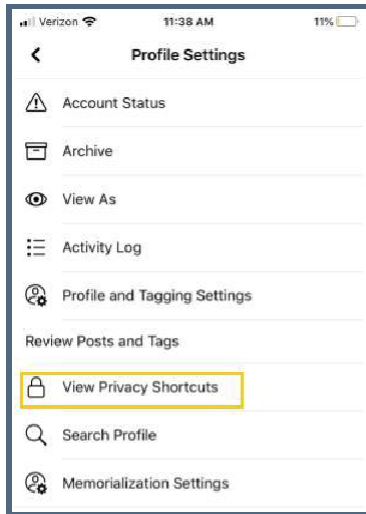 Verizon 11:38 AM 11%
Profile Settings
Account Status
Archive
View As
Activity Log
Profile and Tagging Settings
Review Posts and Tags
View Privacy Shortcuts
Search Profile
Memorialization Settings